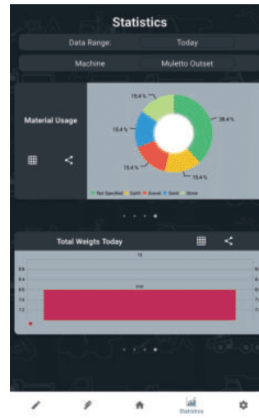 Statistics
Data Range: Today
Machine Muletto Outset
15.4 %
38.4 %
15.4 %
15.4 %
15.4 %
Material Usage
Not Specified Earth Gravel Sand Stone
Total Weigts Today
Statistics